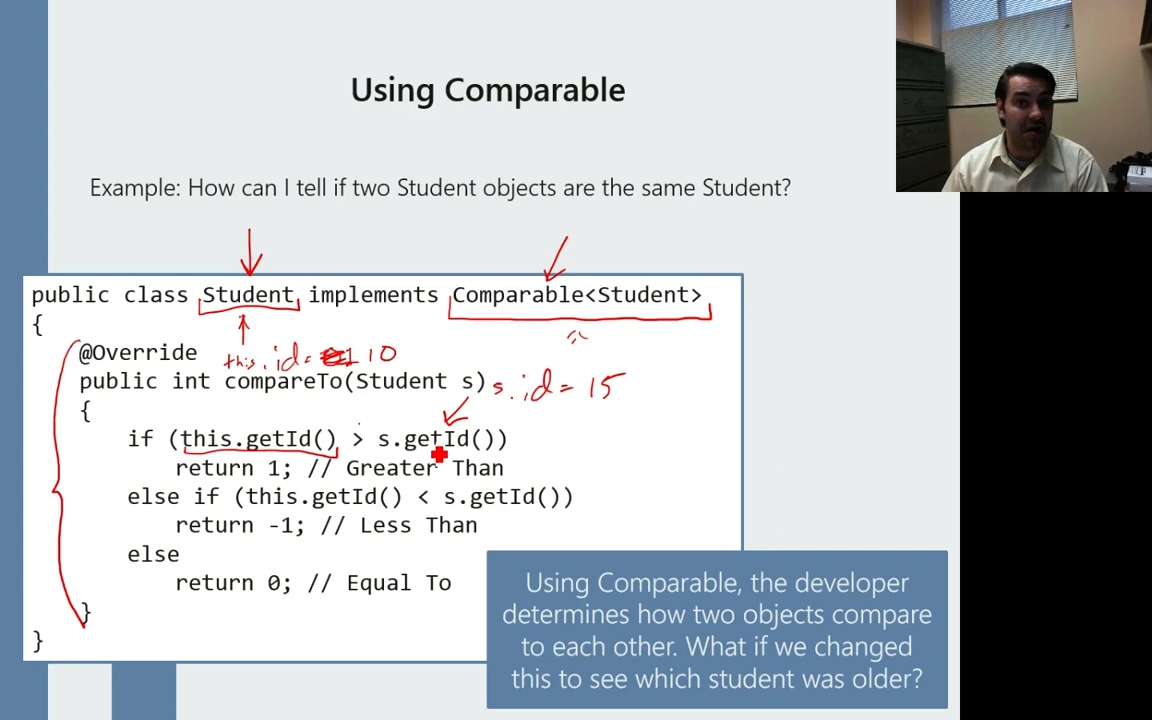 Using Comparable
Example: How can I tell if two Student objects are the same Student?
public class Student implements Comparable<Student>
{
@Override
this.id = 10
public int compareTo(Student s)
s.id = 15
{
if (this.getId() > s.getId())
return 1; // Greater Than
else if (this.getId() < s.getId())
return -1; // Less Than
else
return 0; // Equal To
}
}
Using Comparable, the developer
determines how two objects compare
to each other. What if we changed
this to see which student was older?